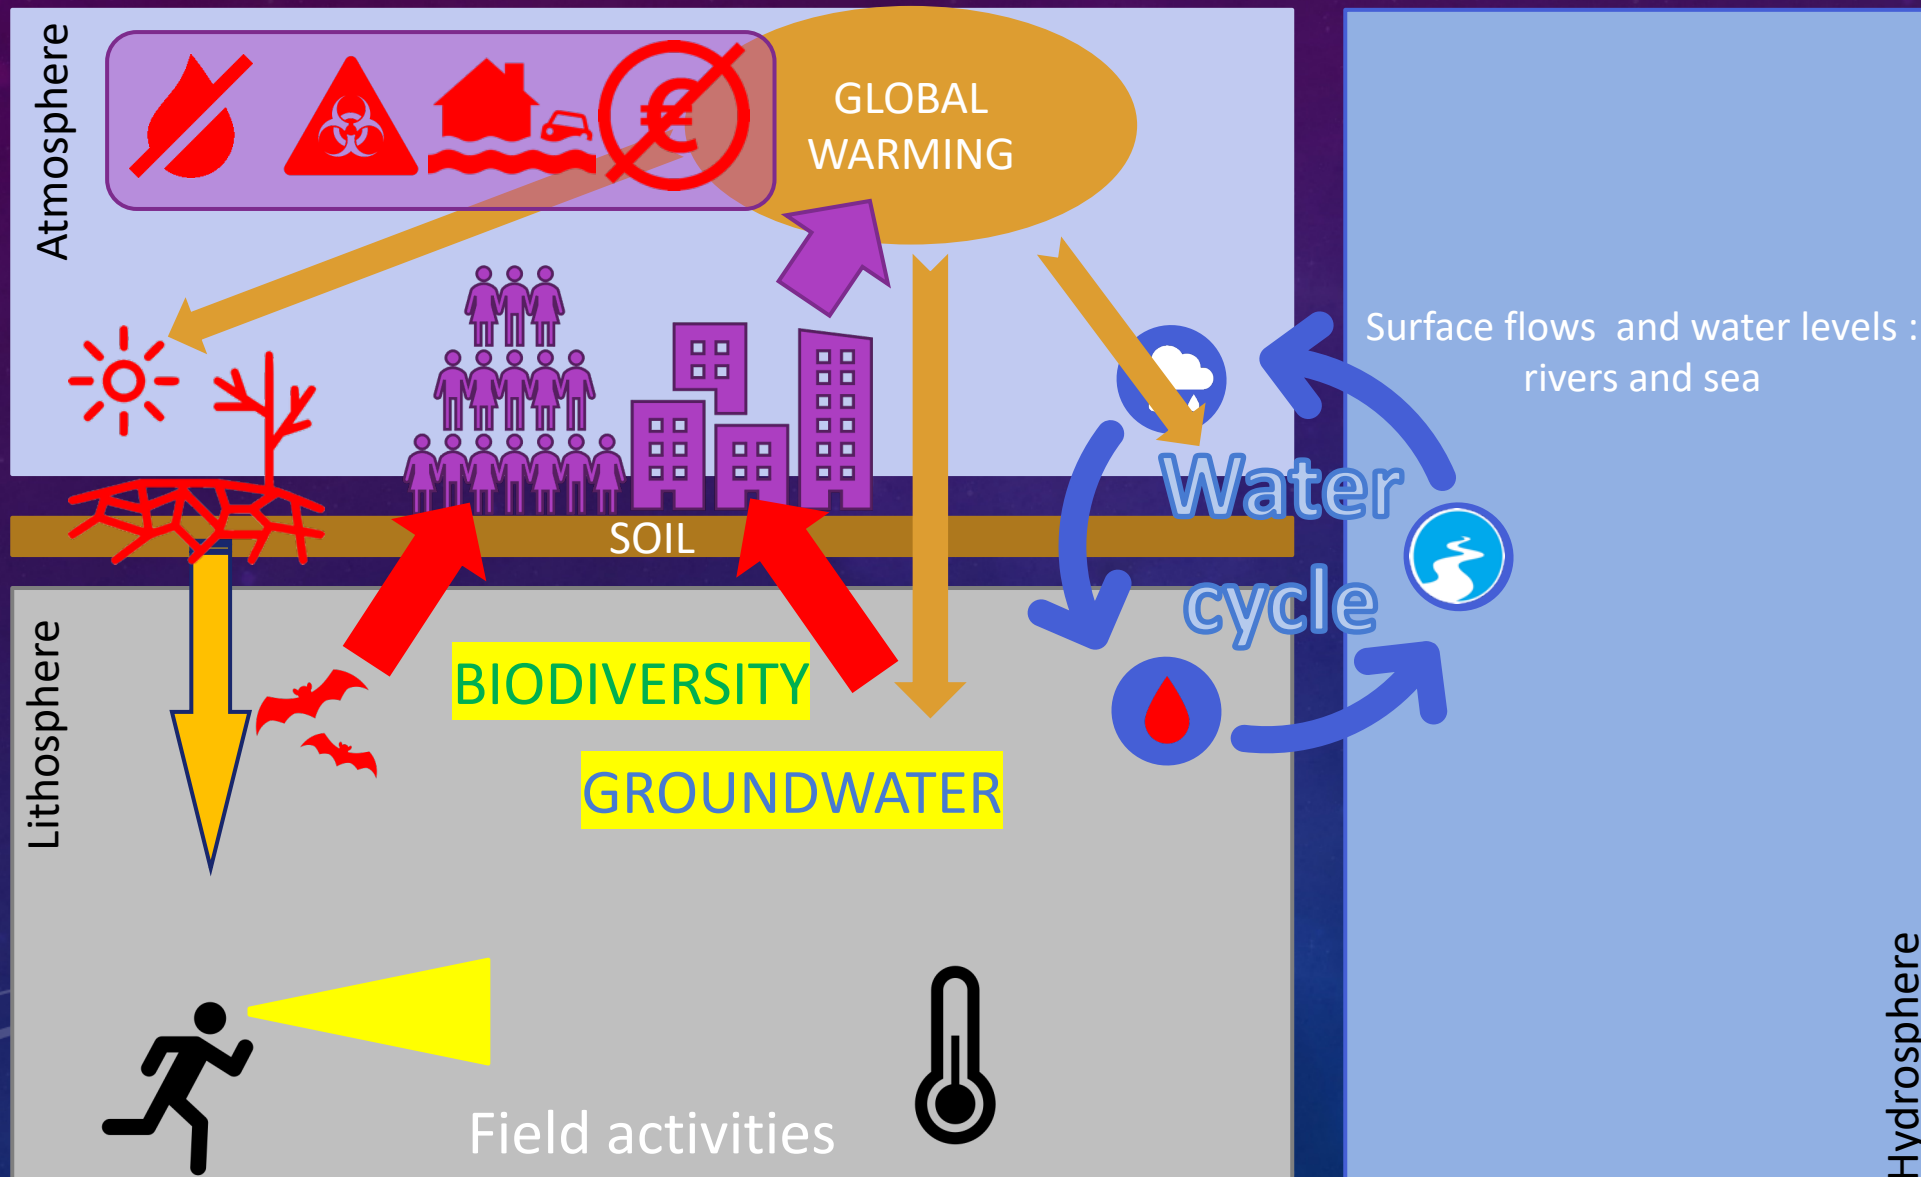 Atmosphere
GLOBAL
WARMING
Surface flows  and water levels :
rivers and sea
Water
cycle
SOIL
Lithosphere
BIODIVERSITY
GROUNDWATER
Field activities
Hydrosphere
€